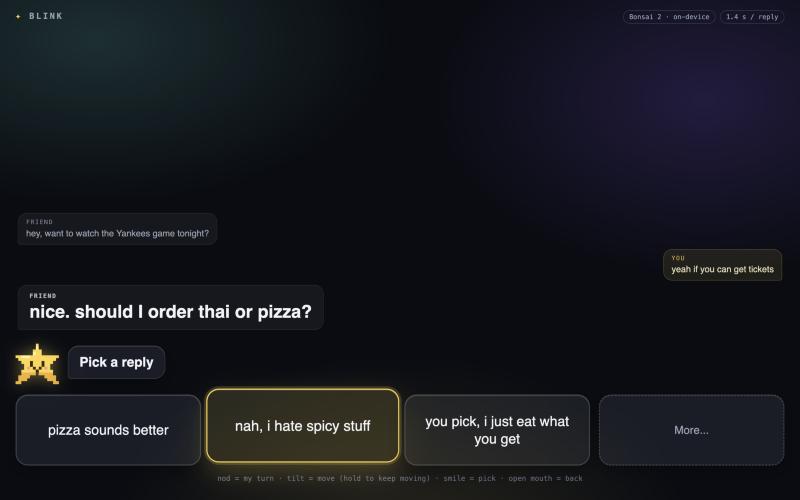 BLINK
Bonsai 2 · on-device
1.4 s / reply
FRIEND
hey, want to watch the Yankees game tonight?
YOU
yeah if you can get tickets
FRIEND
nice. should I order thai or pizza?
Pick a reply
pizza sounds better
nah, i hate spicy stuff
you pick, i just eat what
you get
More...
nod = my turn · tilt = move (hold to keep moving) · smile = pick · open mouth = back